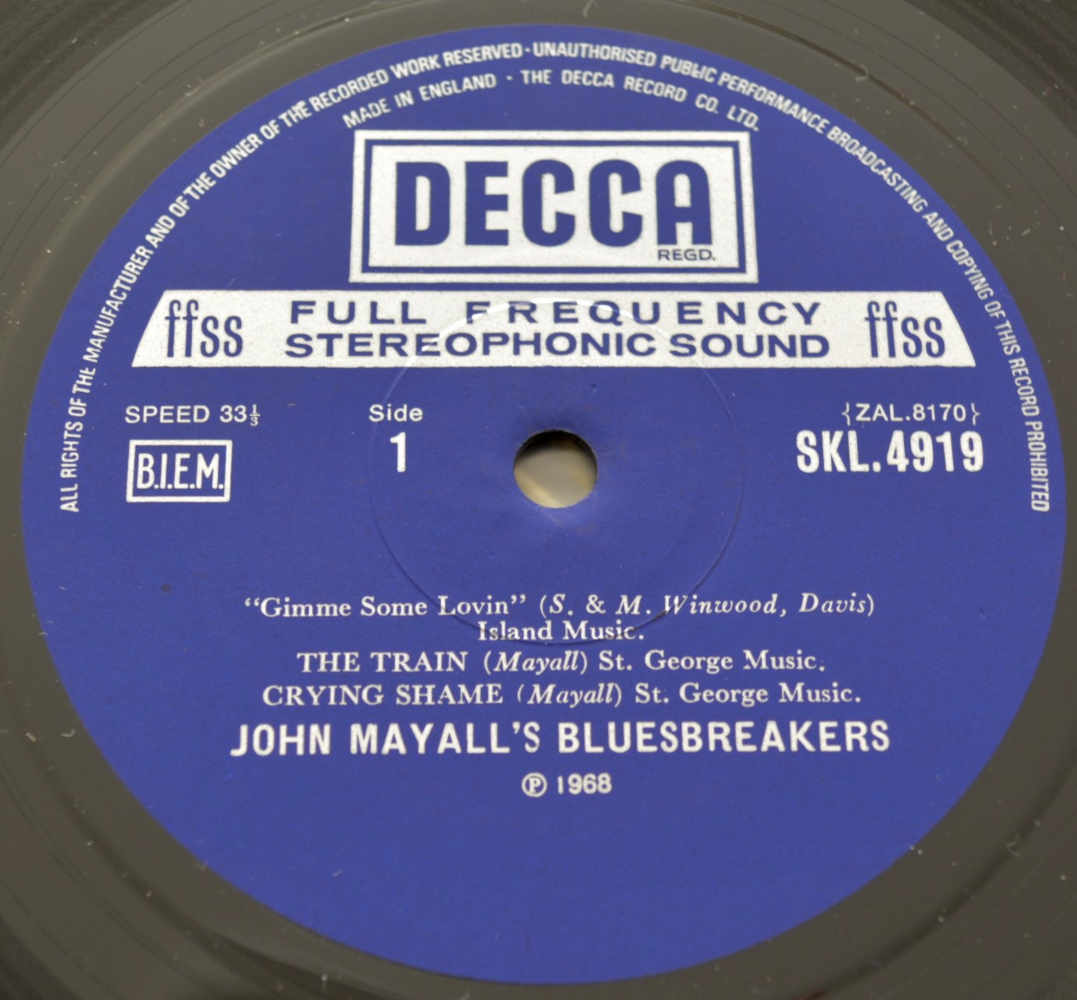 ALL RIGHTS OF THE MANUFACTURER AND OF THE OWNER OF THE RECORDED WORK RESERVED · UNAUTHORISED PUBLIC PERFORMANCE BROADCASTING AND COPYING OF THIS RECORD PROHIBITED
MADE IN ENGLAND · THE DECCA RECORD CO. LTD.
DECCA
REGD.
ffss FULL FREQUENCY ffss
STEREOPHONIC SOUND
SPEED 33⅓ Side {ZAL.8170}
B.I.E.M. 1 SKL.4919
"Gimme Some Lovin" (S. & M. Winwood, Davis)
Island Music.
THE TRAIN (Mayall) St. George Music.
CRYING SHAME (Mayall) St. George Music.
JOHN MAYALL'S BLUESBREAKERS
℗ 1968